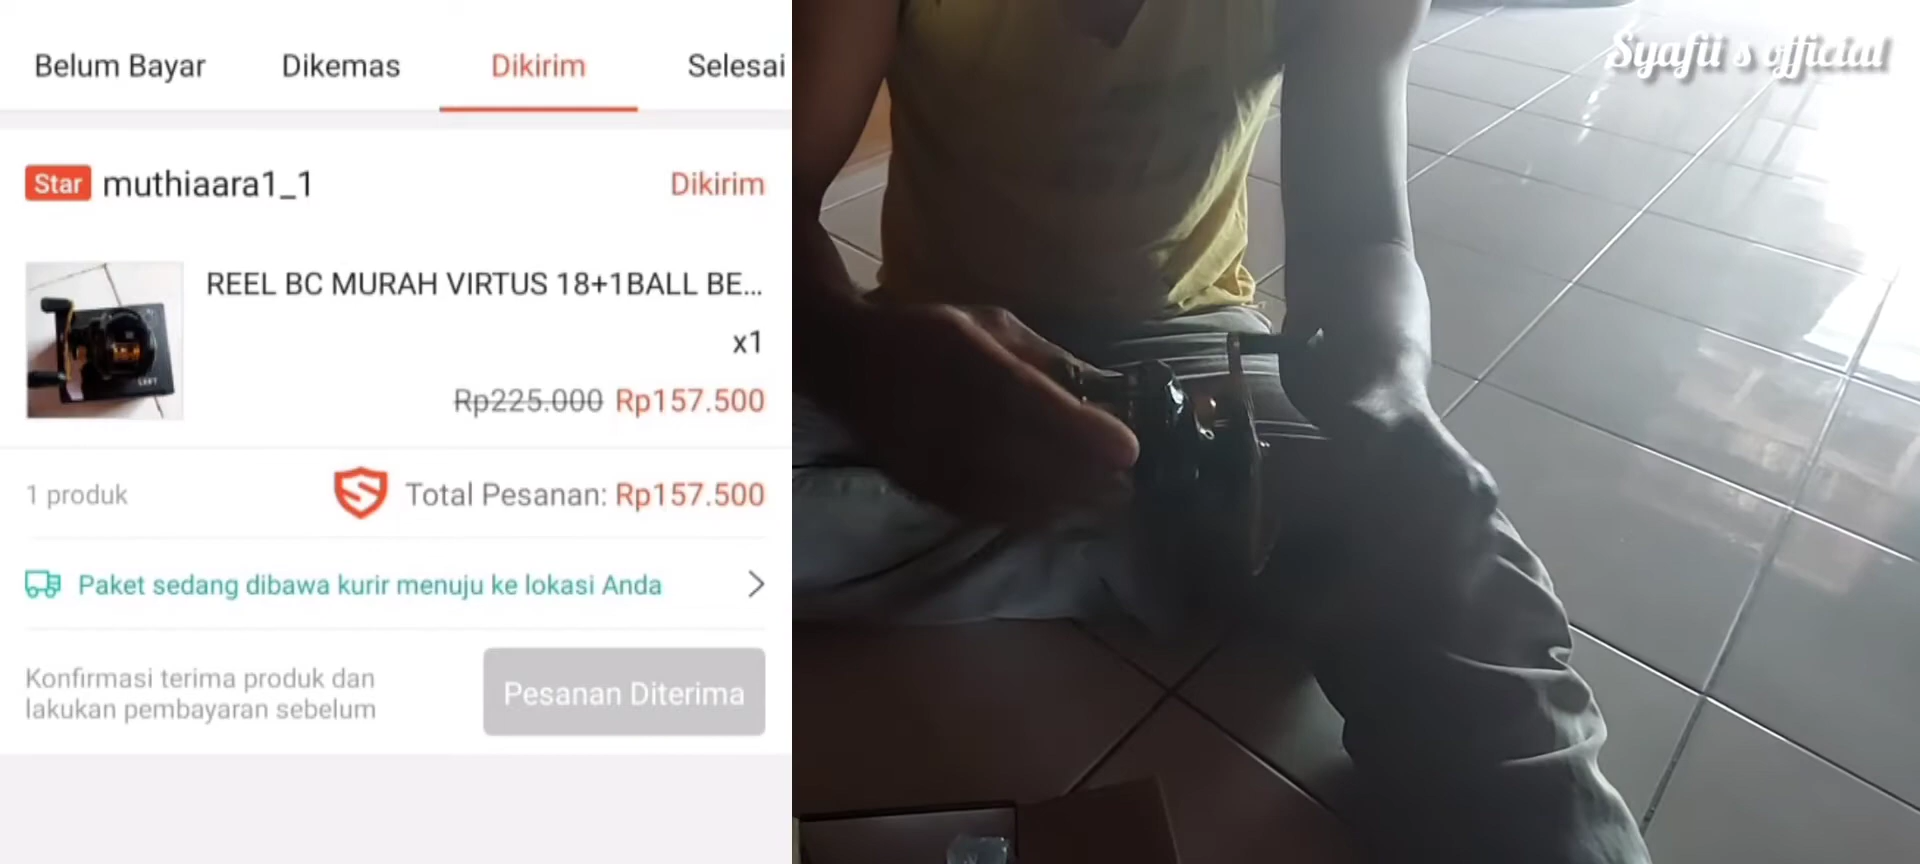 Belum Bayar
Dikemas
Dikirim
Selesai
Star muthiaara1_1
Dikirim
REEL BC MURAH VIRTUS 18+1BALL BE...
x1
Rp225.000 Rp157.500
1 produk
Total Pesanan: Rp157.500
Paket sedang dibawa kurir menuju ke lokasi Anda
Konfirmasi terima produk dan
lakukan pembayaran sebelum
Pesanan Diterima
Syafii s official